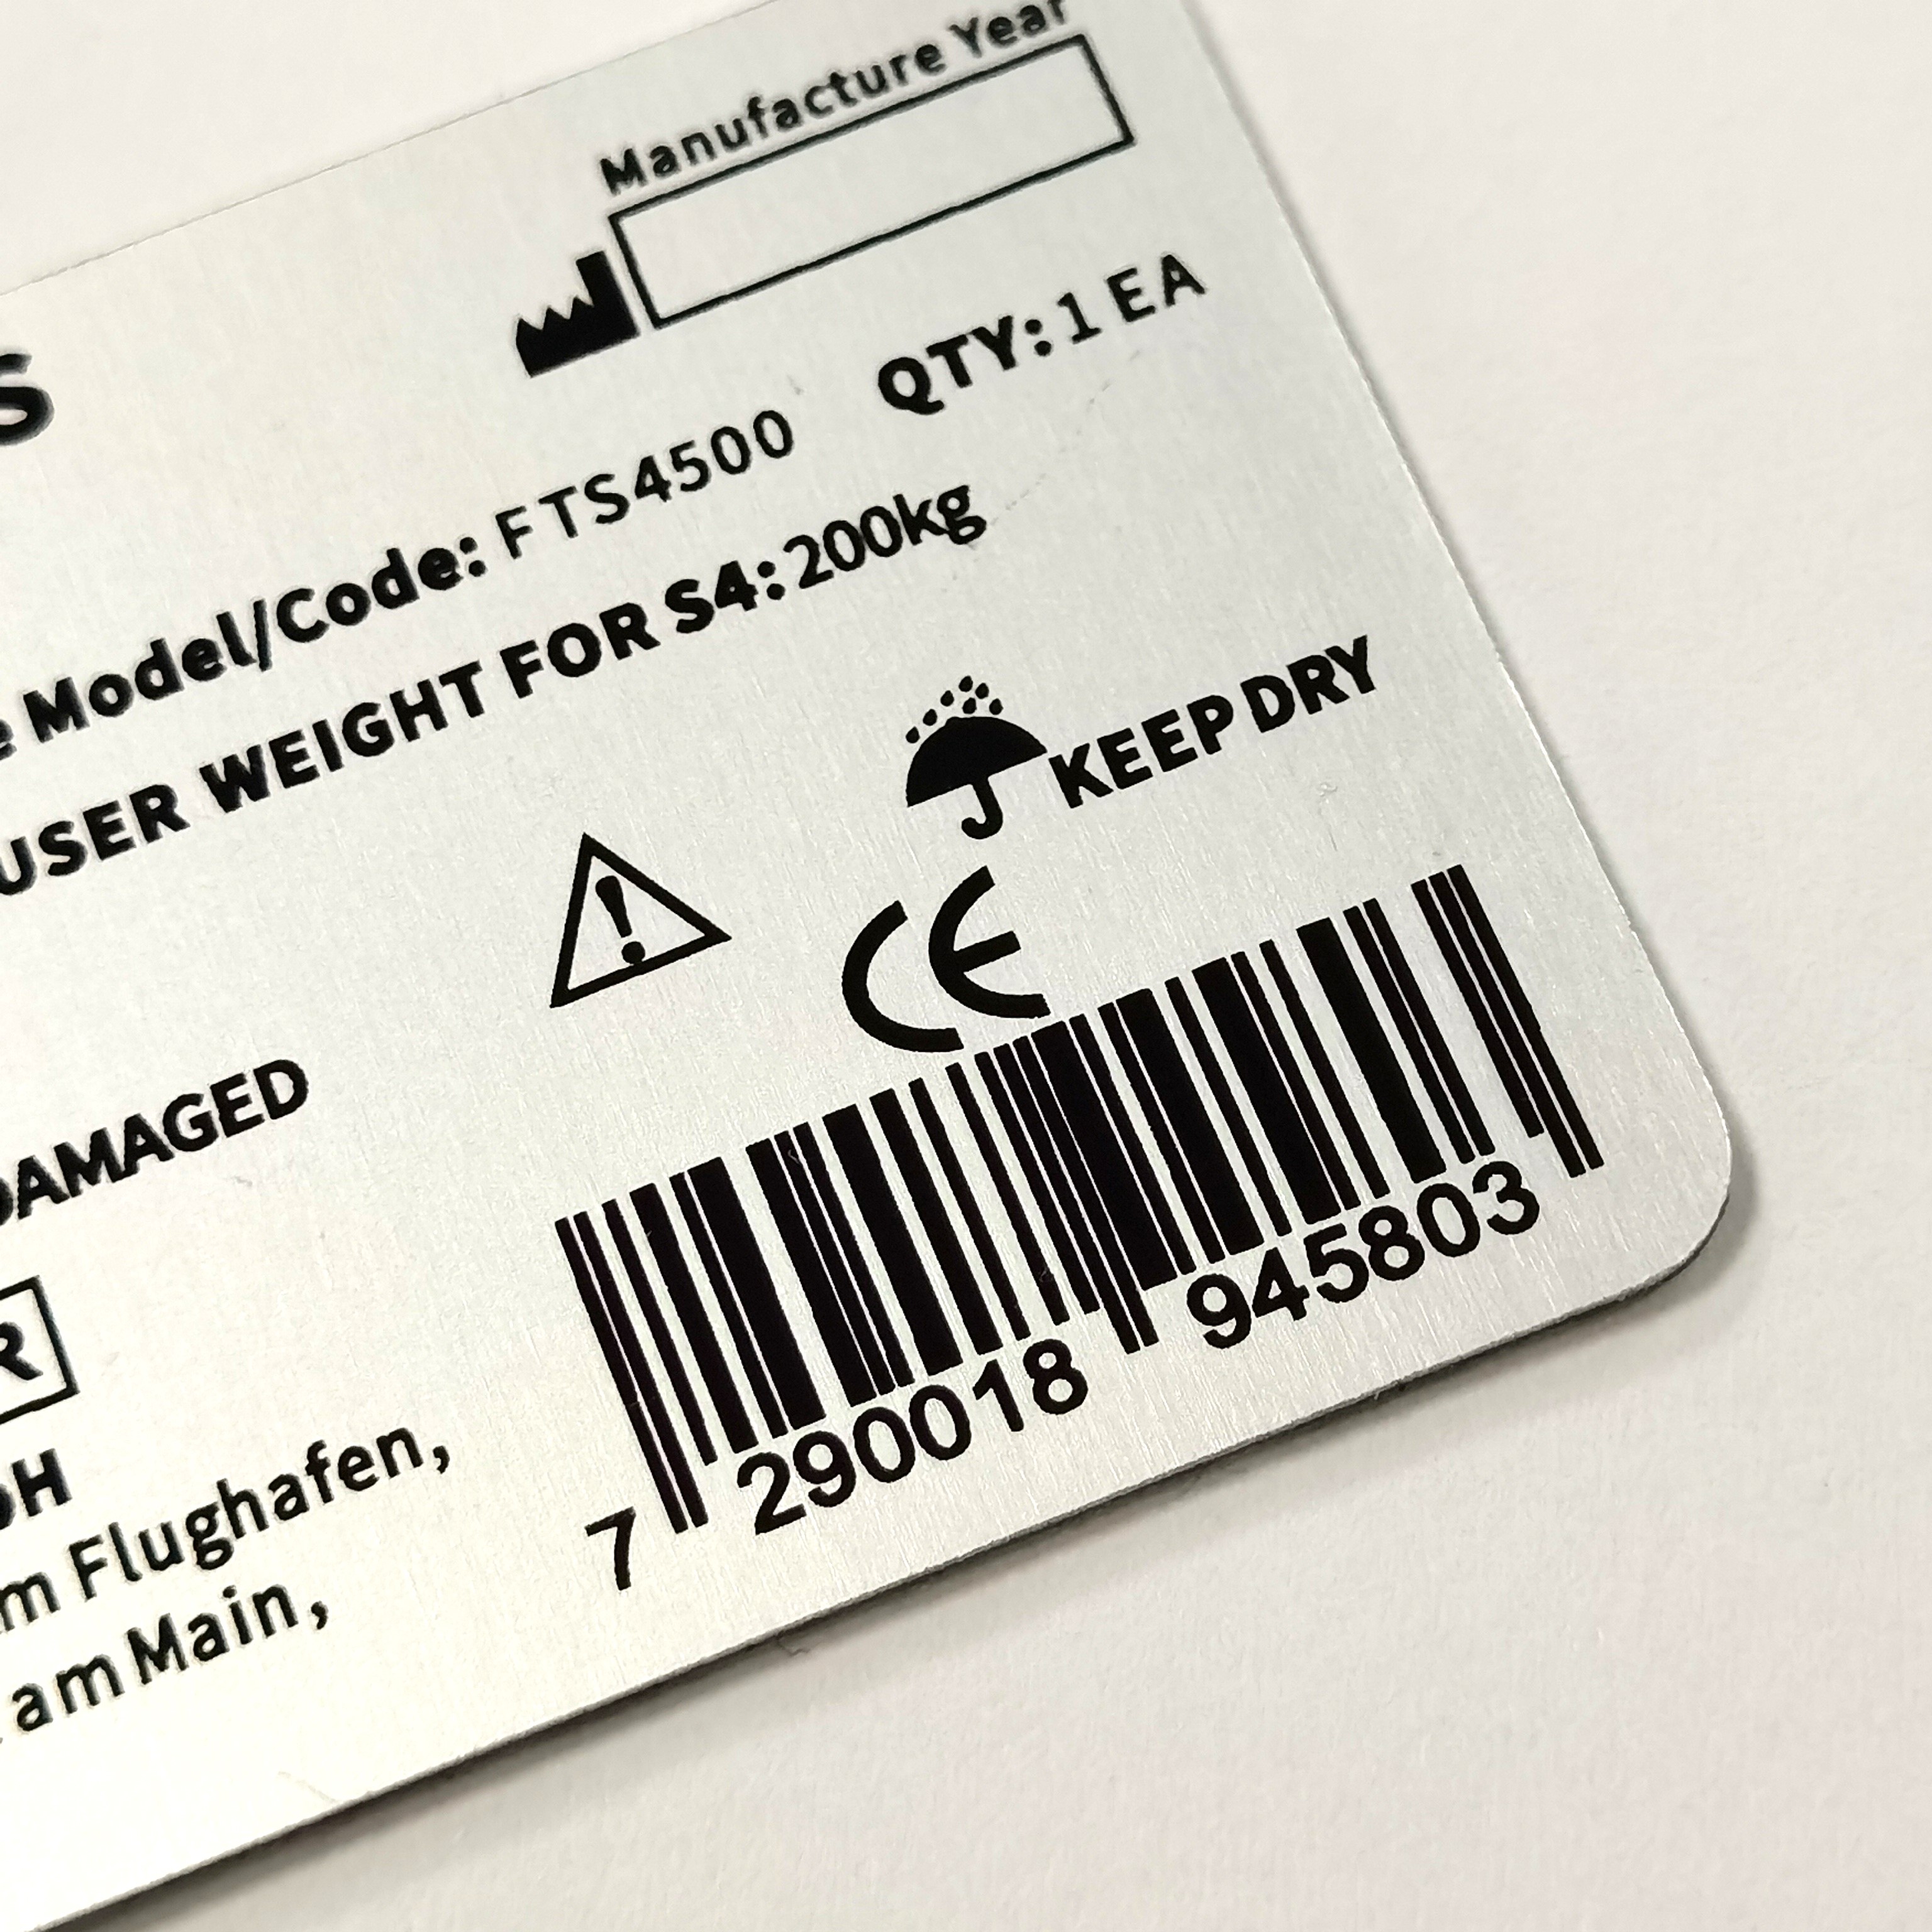 Manufacture Year
S
QTY: 1 EA
Model/Code: FTS4500
USER WEIGHT FOR S4: 200kg
KEEP DRY
CE
DAMAGED
R
Flughafen,
am Main,
7 290018 945803